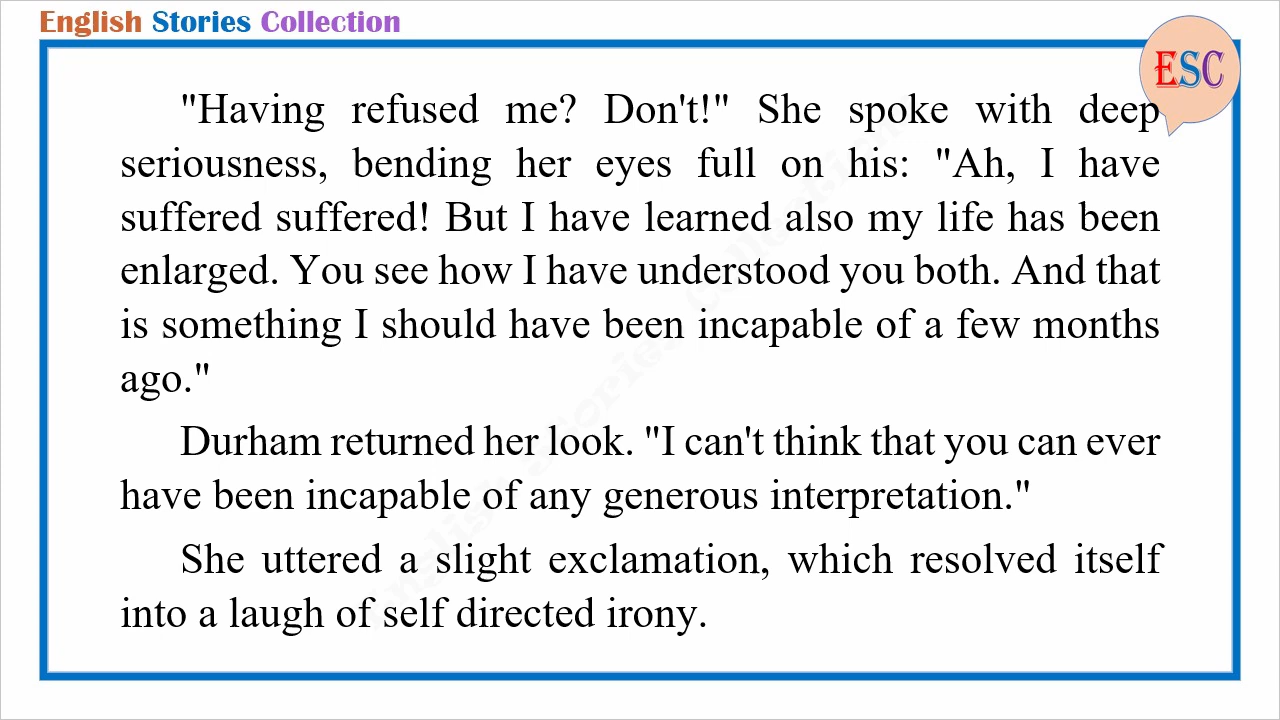 English Stories Collection
ESC
"Having refused me? Don't!" She spoke with deep
seriousness, bending her eyes full on his: "Ah, I have
suffered suffered! But I have learned also my life has been
enlarged. You see how I have understood you both. And that
is something I should have been incapable of a few months
ago."
Durham returned her look. "I can't think that you can ever
have been incapable of any generous interpretation."
She uttered a slight exclamation, which resolved itself
into a laugh of self directed irony.
English Stories Collection